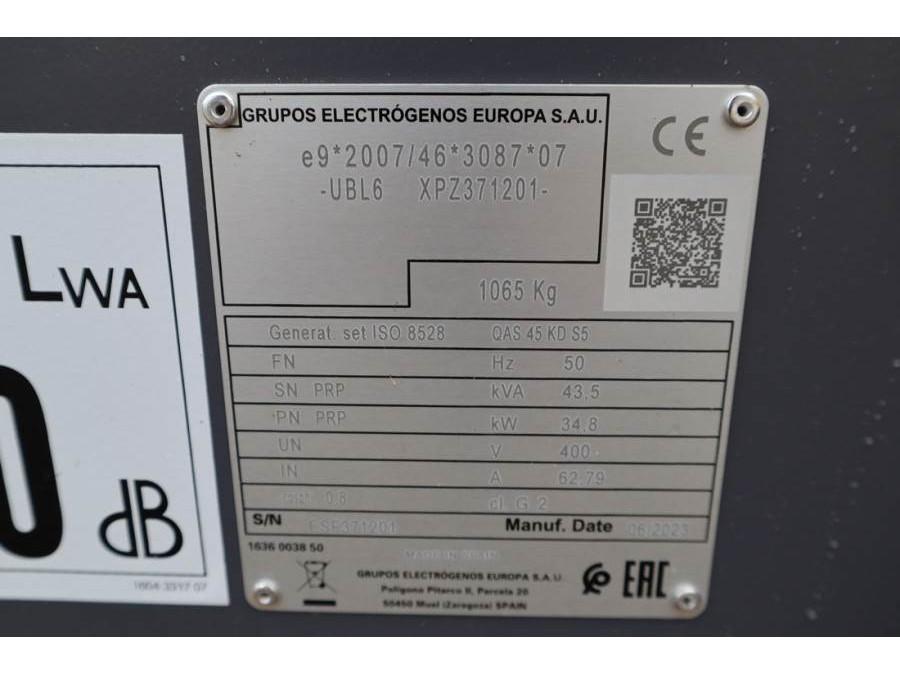 GRUPOS ELECTRÓGENOS EUROPA S.A.U.
CE
e9*2007/46*3087*07
-UBL6 XPZ371201-
1065 Kg
Generat. set ISO 8528 QAS 45 KD S5
FN Hz 50
SN PRP kVA 43,5
PN PRP kW 34,8
UN V 400
IN A 62,79
0,8 cl. G 2
S/N ESF371201 Manuf. Date 06/2023
1636 0038 50
MADE IN SPAIN
GRUPOS ELECTRÓGENOS EUROPA S.A.U.
Polígono Pitarco II, Parcela 20
50450 Muel (Zaragoza) SPAIN
EAC
LWA
0
dB